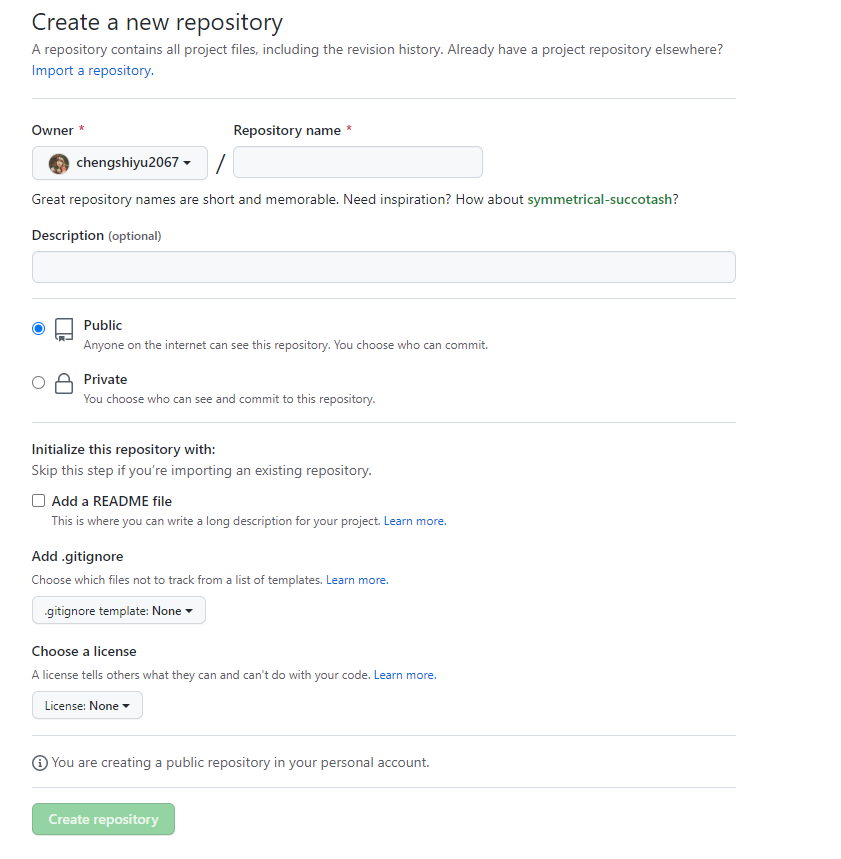 Create a new repository
A repository contains all project files, including the revision history. Already have a project repository elsewhere?
Import a repository.
Owner * Repository name *
chengshiyu2067 /
Great repository names are short and memorable. Need inspiration? How about symmetrical-succotash?
Description (optional)
Public
Anyone on the internet can see this repository. You choose who can commit.
Private
You choose who can see and commit to this repository.
Initialize this repository with:
Skip this step if you’re importing an existing repository.
Add a README file
This is where you can write a long description for your project. Learn more.
Add .gitignore
Choose which files not to track from a list of templates. Learn more.
.gitignore template: None
Choose a license
A license tells others what they can and can't do with your code. Learn more.
License: None
You are creating a public repository in your personal account.
Create repository